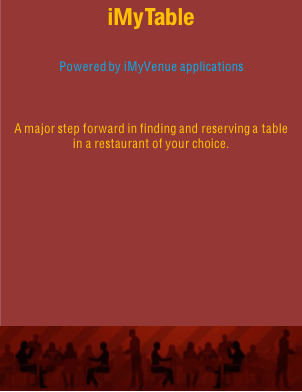 iMyTable
Powered by iMyVenue applications
A major step forward in finding and reserving a table
in a restaurant of your choice.